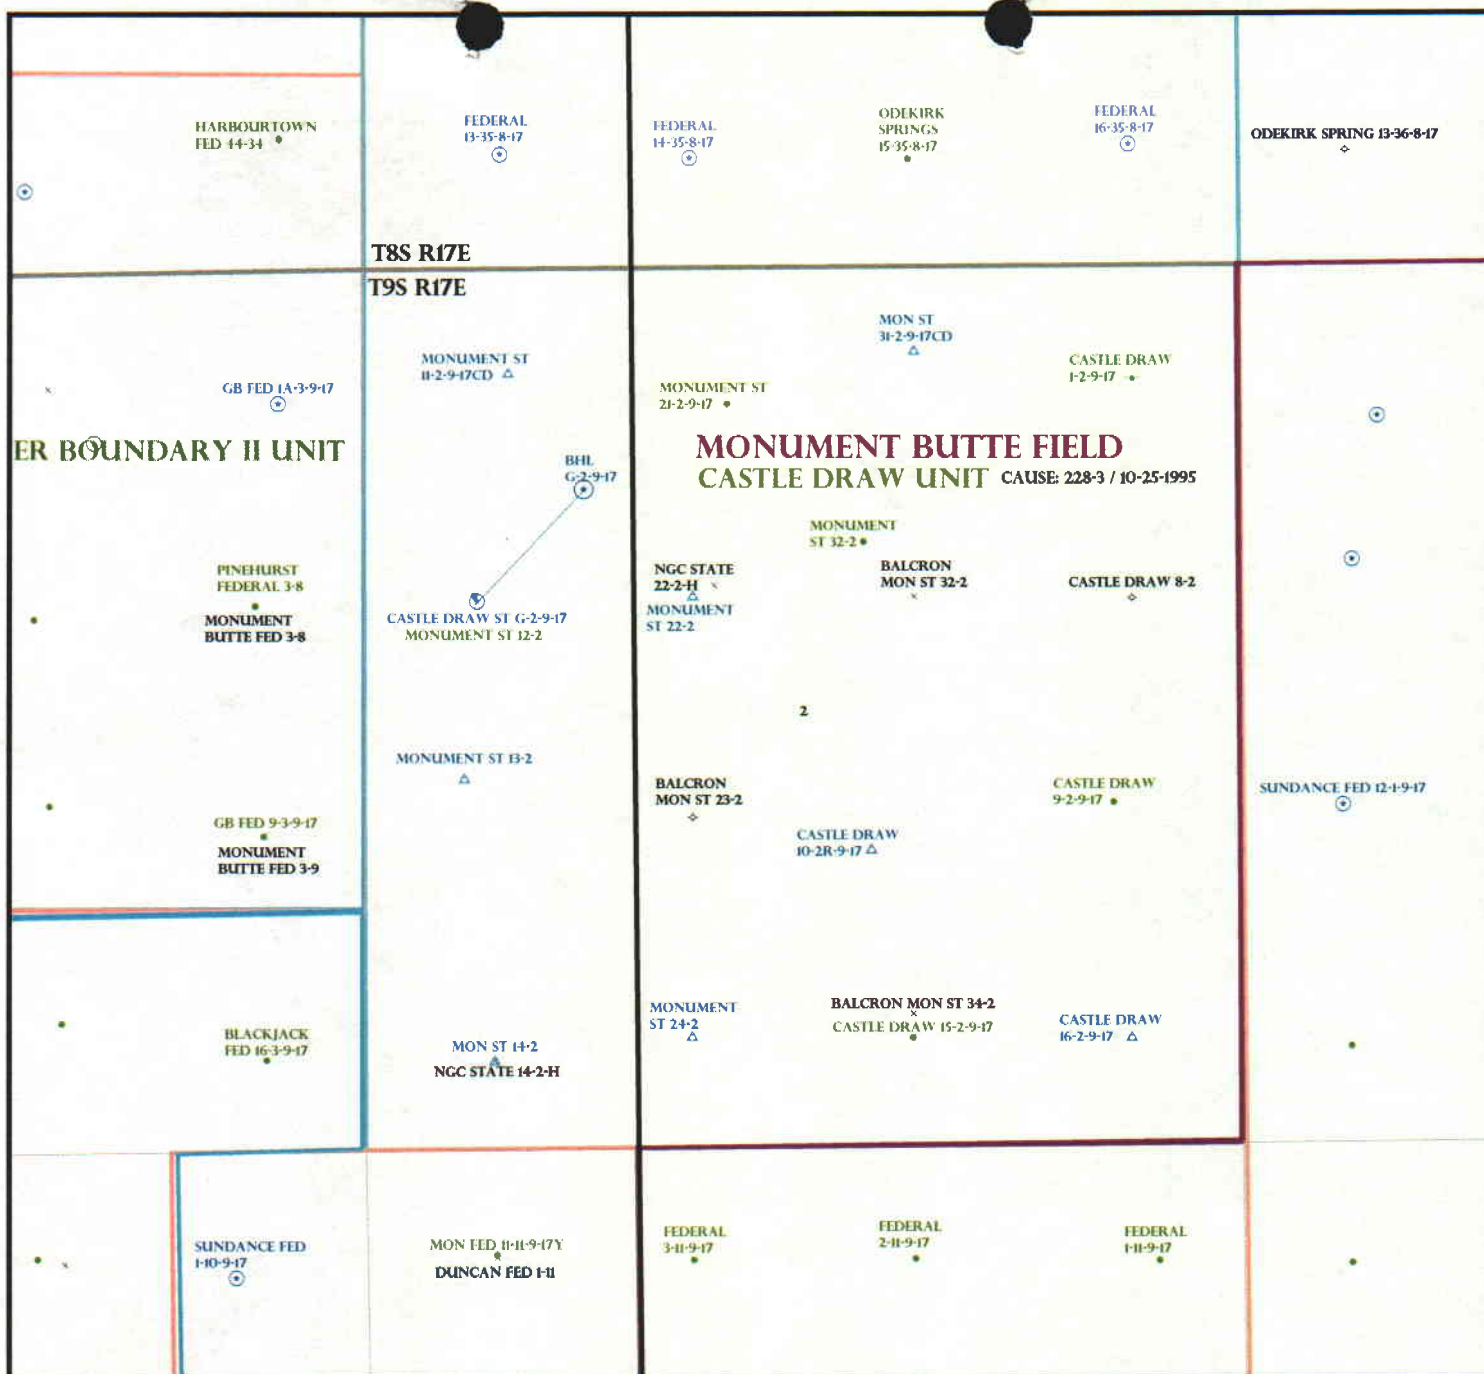 HARBOURTOWN
FED 44-34
FEDERAL
13-35-8-17
FEDERAL
14-35-8-17
ODEKIRK
SPRINGS
15-35-8-17
FEDERAL
16-35-8-17
ODEKIRK SPRING 13-36-8-17
T8S R17E
T9S R17E
MONUMENT ST
11-2-9-17CD
GB FED 1A-3-9-17
MONUMENT ST
21-2-9-17
MON ST
31-2-9-17CD
CASTLE DRAW
1-2-9-17
ER BOUNDARY II UNIT
MONUMENT BUTTE FIELD
CASTLE DRAW UNIT CAUSE: 228-3 / 10-25-1995
BHL
G-2-9-17
MONUMENT
ST 32-2
PINEHURST
FEDERAL 3-8
MONUMENT
BUTTE FED 3-8
CASTLE DRAW ST G-2-9-17
MONUMENT ST 12-2
NGC STATE
22-2-H
MONUMENT
ST 22-2
BALCRON
MON ST 32-2
CASTLE DRAW 8-2
2
MONUMENT ST 13-2
BALCRON
MON ST 23-2
CASTLE DRAW
9-2-9-17
SUNDANCE FED 12-1-9-17
GB FED 9-3-9-17
MONUMENT
BUTTE FED 3-9
CASTLE DRAW
10-2R-9-17
BLACKJACK
FED 16-3-9-17
MON ST 14-2
NGC STATE 14-2-H
MONUMENT
ST 24-2
BALCRON MON ST 34-2
CASTLE DRAW 15-2-9-17
CASTLE DRAW
16-2-9-17
SUNDANCE FED
1-10-9-17
MON FED 11-11-9-17Y
DUNCAN FED 1-11
FEDERAL
3-11-9-17
FEDERAL
2-11-9-17
FEDERAL
1-11-9-17